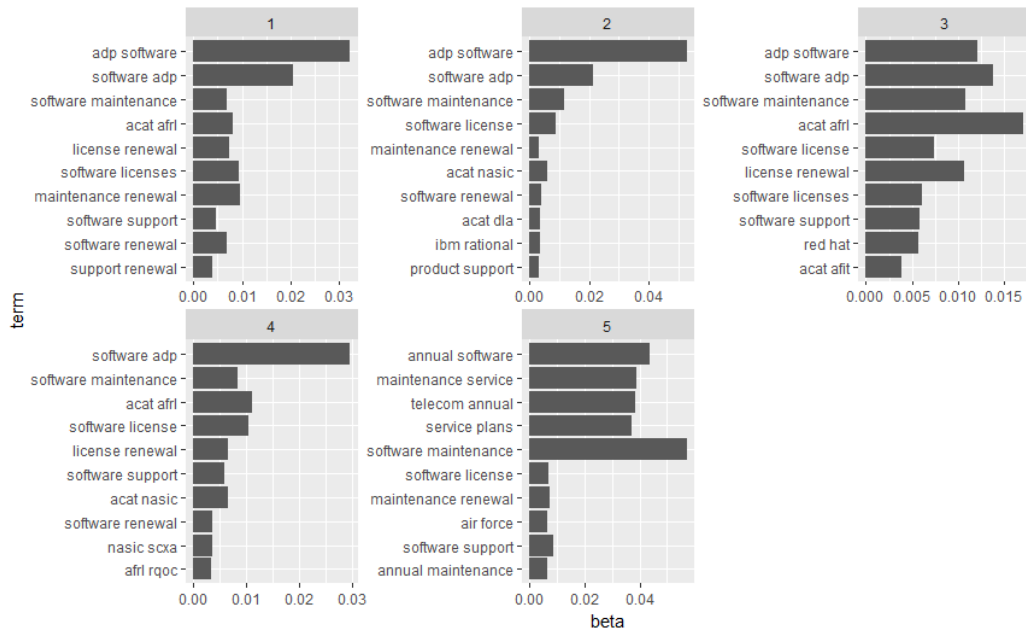 1
adp software
software adp
software maintenance
acat afrl
license renewal
software licenses
maintenance renewal
software support
software renewal
support renewal
0.00 0.01 0.02 0.03
2
adp software
software adp
software maintenance
software license
maintenance renewal
acat nasic
software renewal
acat dla
ibm rational
product support
0.00 0.02 0.04
3
adp software
software adp
software maintenance
acat afrl
software license
license renewal
software licenses
software support
red hat
acat afit
0.000 0.005 0.010 0.015
term
4
software adp
software maintenance
acat afrl
software license
license renewal
software support
acat nasic
software renewal
nasic scxa
afrl rqoc
0.00 0.01 0.02 0.03
5
annual software
maintenance service
telecom annual
service plans
software maintenance
software license
maintenance renewal
air force
software support
annual maintenance
0.00 0.02 0.04
beta